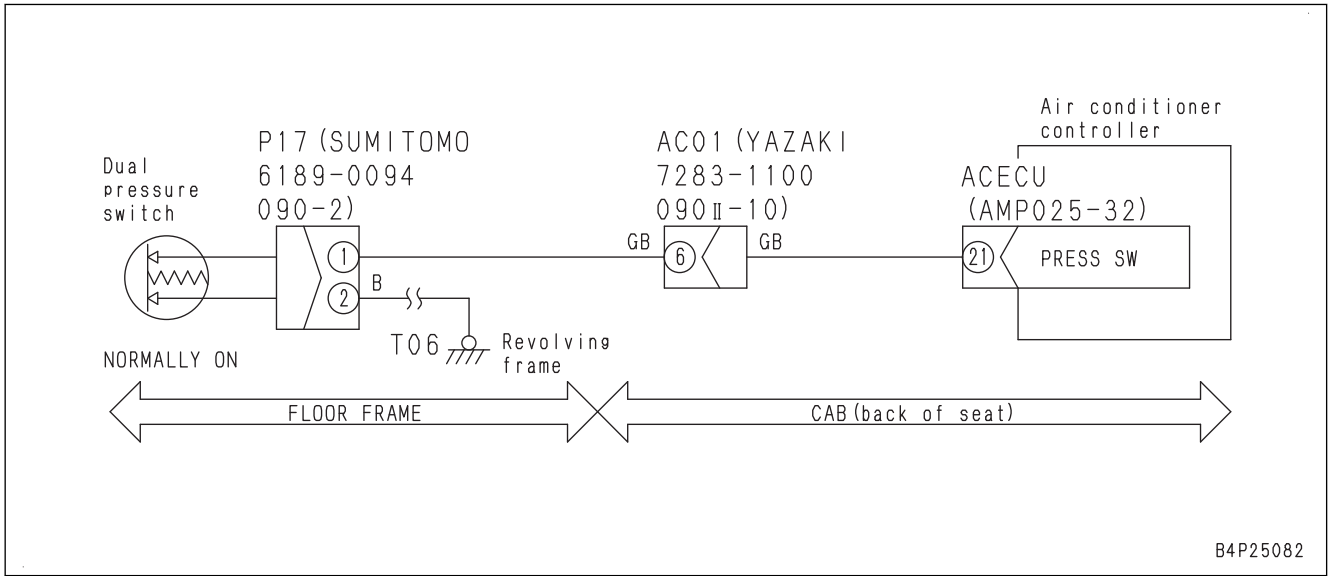 Air conditioner
controller
P17 (SUMITOMO
6189-0094
090-2)
AC01 (YAZAKI
7283-1100
090Ⅱ-10)
ACECU
(AMP025-32)
Dual
pressure
switch
1
2
B
GB
6
GB
21
PRESS SW
T06
Revolving
frame
NORMALLY ON
FLOOR FRAME
CAB (back of seat)
B4P25082